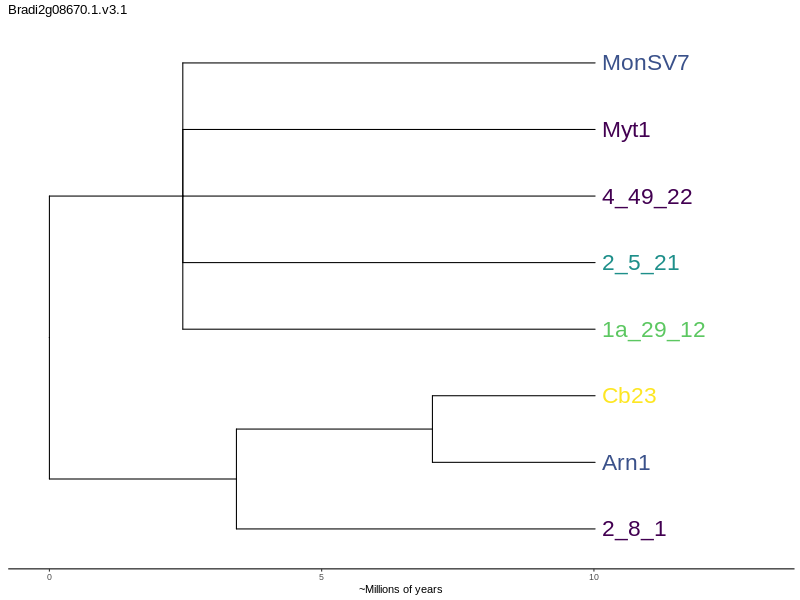 Bradi2g08670.1.v3.1
MonSV7
Myt1
4_49_22
2_5_21
1a_29_12
Cb23
Arn1
2_8_1
0 5 10
~Millions of years